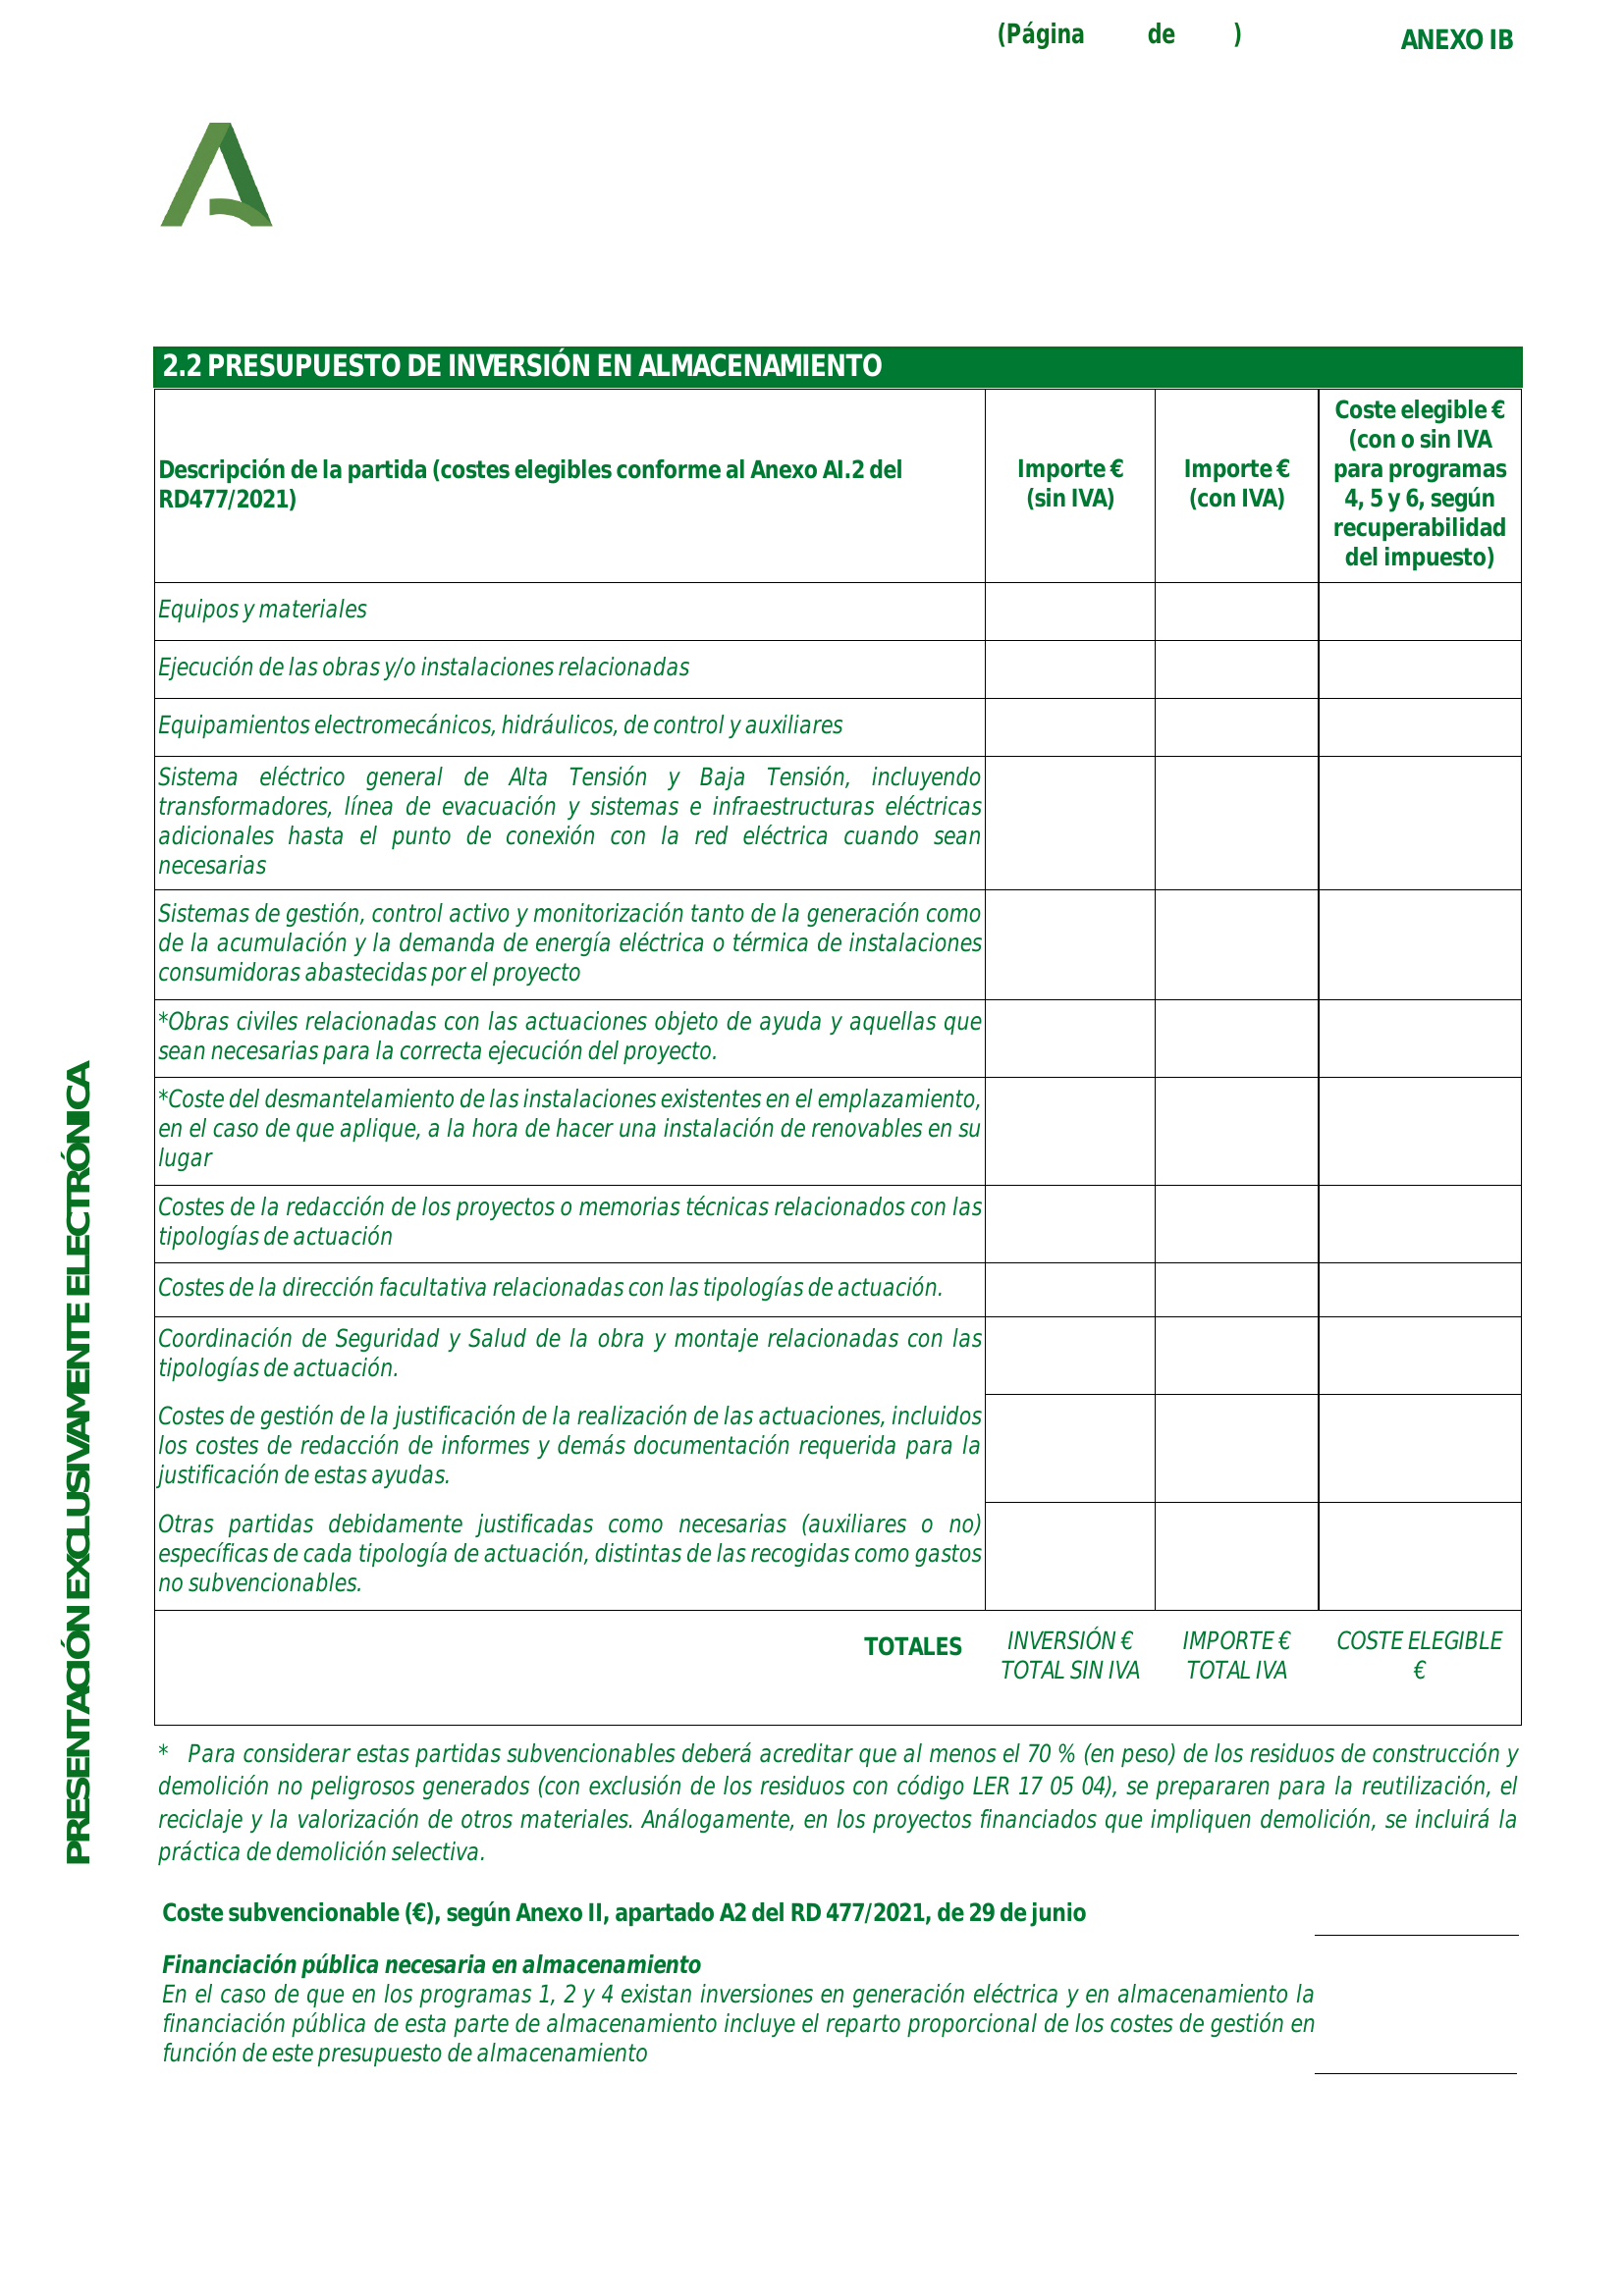 (Página de )
ANEXO IB
2.2 PRESUPUESTO DE INVERSIÓN EN ALMACENAMIENTO
Descripción de la partida (costes elegibles conforme al Anexo AI.2 del
RD477/2021)
Importe €
(sin IVA)
Importe €
(con IVA)
Coste elegible €
(con o sin IVA
para programas
4, 5 y 6, según
recuperabilidad
del impuesto)
Equipos y materiales
Ejecución de las obras y/o instalaciones relacionadas
Equipamientos electromecánicos, hidráulicos, de control y auxiliares
Sistema eléctrico general de Alta Tensión y Baja Tensión, incluyendo
transformadores, línea de evacuación y sistemas e infraestructuras eléctricas
adicionales hasta el punto de conexión con la red eléctrica cuando sean
necesarias
Sistemas de gestión, control activo y monitorización tanto de la generación como
de la acumulación y la demanda de energía eléctrica o térmica de instalaciones
consumidoras abastecidas por el proyecto
*Obras civiles relacionadas con las actuaciones objeto de ayuda y aquellas que
sean necesarias para la correcta ejecución del proyecto.
*Coste del desmantelamiento de las instalaciones existentes en el emplazamiento,
en el caso de que aplique, a la hora de hacer una instalación de renovables en su
lugar
Costes de la redacción de los proyectos o memorias técnicas relacionados con las
tipologías de actuación
Costes de la dirección facultativa relacionadas con las tipologías de actuación.
Coordinación de Seguridad y Salud de la obra y montaje relacionadas con las
tipologías de actuación.
Costes de gestión de la justificación de la realización de las actuaciones, incluidos
los costes de redacción de informes y demás documentación requerida para la
justificación de estas ayudas.
Otras partidas debidamente justificadas como necesarias (auxiliares o no)
específicas de cada tipología de actuación, distintas de las recogidas como gastos
no subvencionables.
TOTALES
INVERSIÓN €
TOTAL SIN IVA
IMPORTE €
TOTAL IVA
COSTE ELEGIBLE
€
* Para considerar estas partidas subvencionables deberá acreditar que al menos el 70 % (en peso) de los residuos de construcción y
demolición no peligrosos generados (con exclusión de los residuos con código LER 17 05 04), se prepararen para la reutilización, el
reciclaje y la valorización de otros materiales. Análogamente, en los proyectos financiados que impliquen demolición, se incluirá la
práctica de demolición selectiva.
Coste subvencionable (€), según Anexo II, apartado A2 del RD 477/2021, de 29 de junio
Financiación pública necesaria en almacenamiento
En el caso de que en los programas 1, 2 y 4 existan inversiones en generación eléctrica y en almacenamiento la
financiación pública de esta parte de almacenamiento incluye el reparto proporcional de los costes de gestión en
función de este presupuesto de almacenamiento
PRESENTACIÓN EXCLUSIVAMENTE ELECTRÓNICA